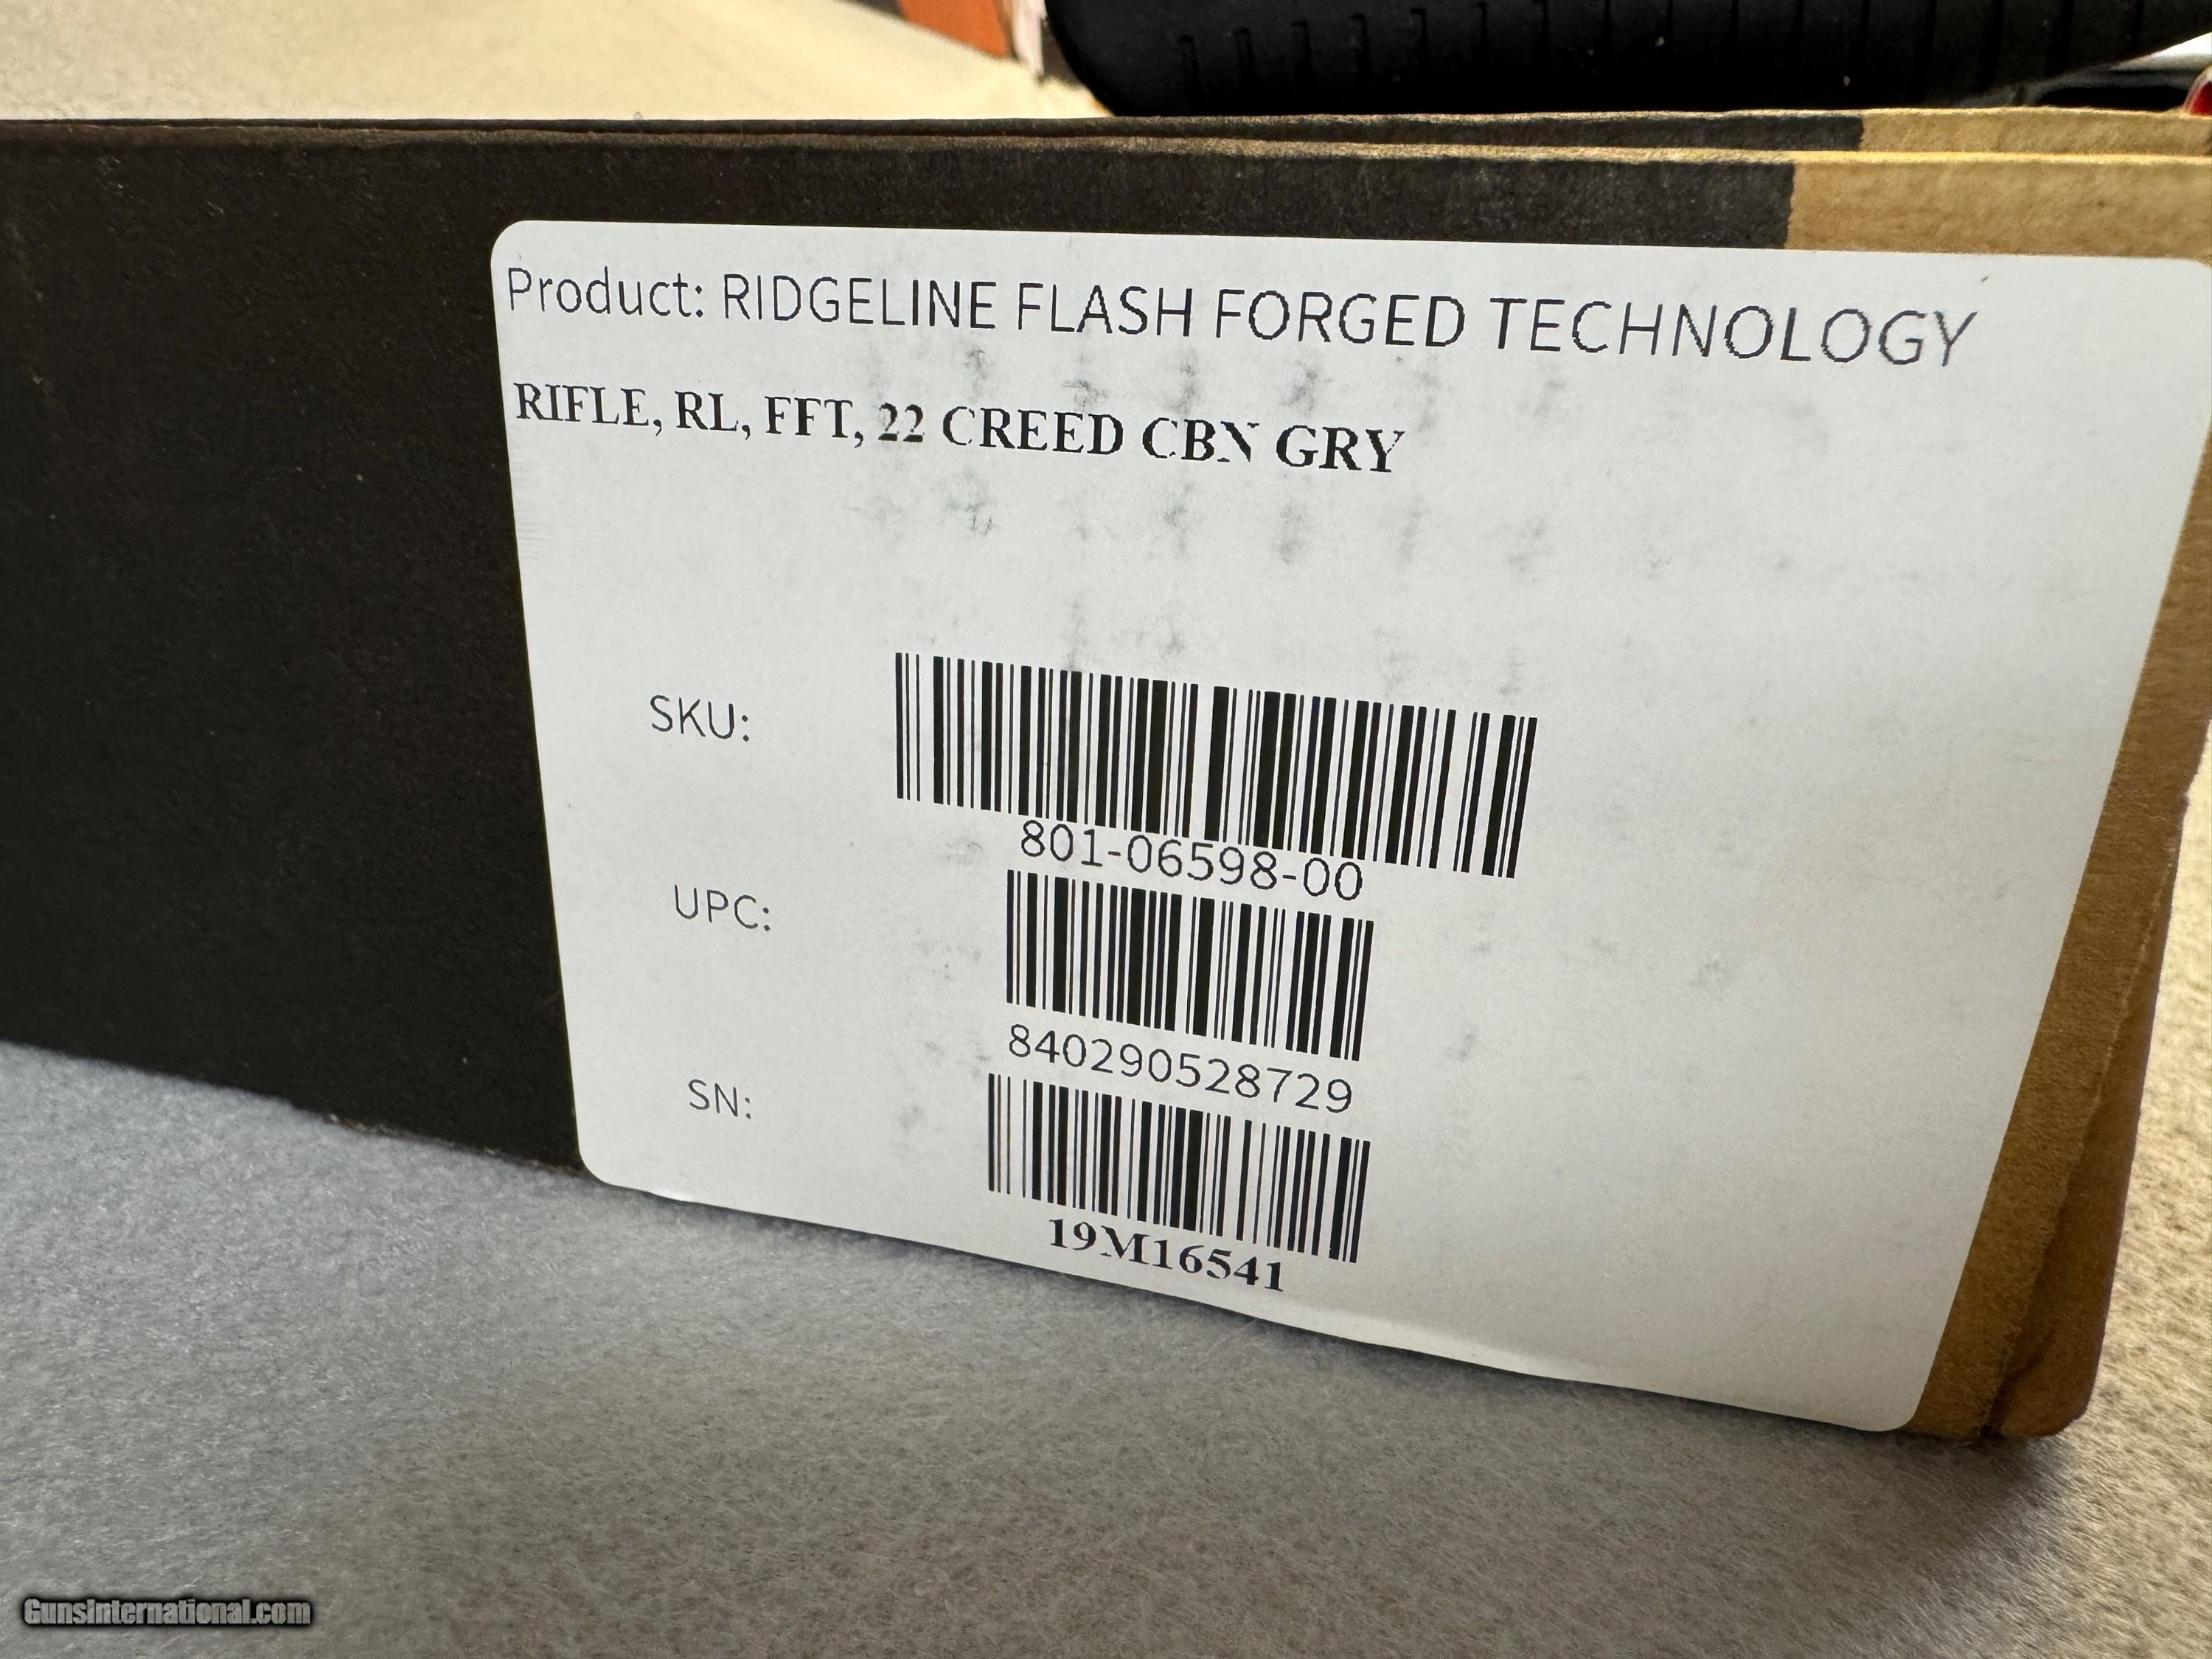 Product: RIDGELINE FLASH FORGED TECHNOLOGY
RIFLE, RL, FFT, 22 CREED CBN GRY
SKU:
801-06598-00
UPC:
840290528729
SN:
19M16541
GunsInternational.com